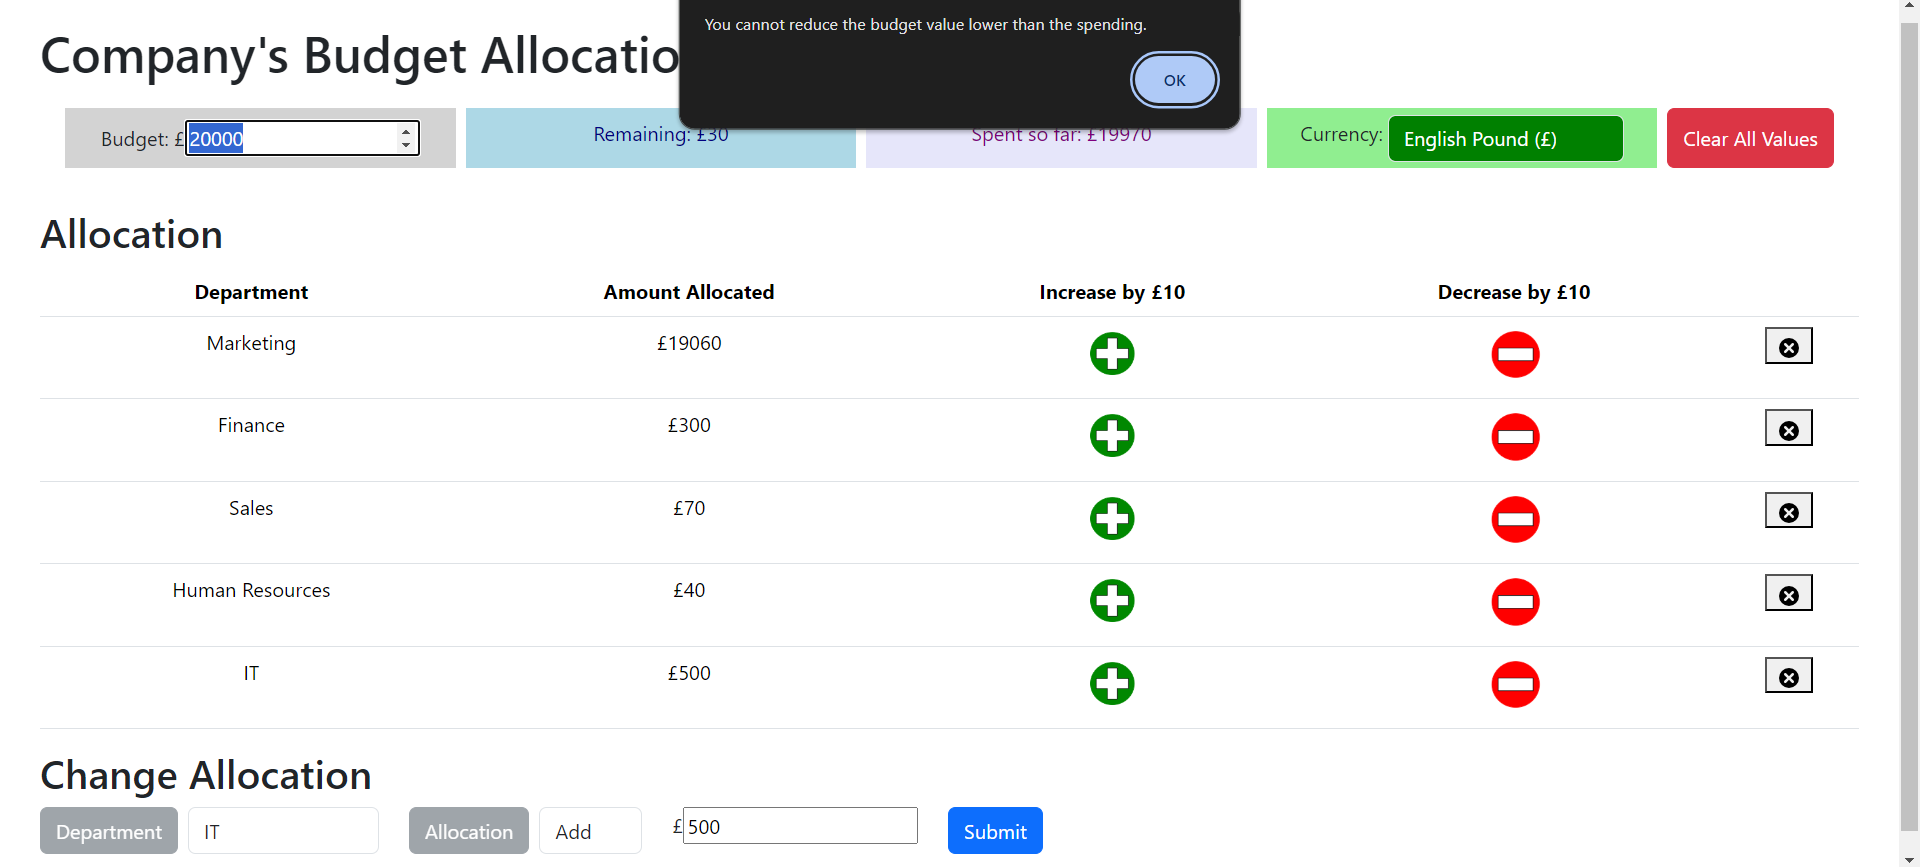 You cannot reduce the budget value lower than the spending.
OK
Company's Budget Allocatio
Budget: £ 20000
Remaining: £30
Spent so far: £19970
Currency: English Pound (£)
Clear All Values
Allocation
Department Amount Allocated Increase by £10 Decrease by £10
Marketing £19060
Finance £300
Sales £70
Human Resources £40
IT £500
Change Allocation
Department IT Allocation Add £ 500 Submit